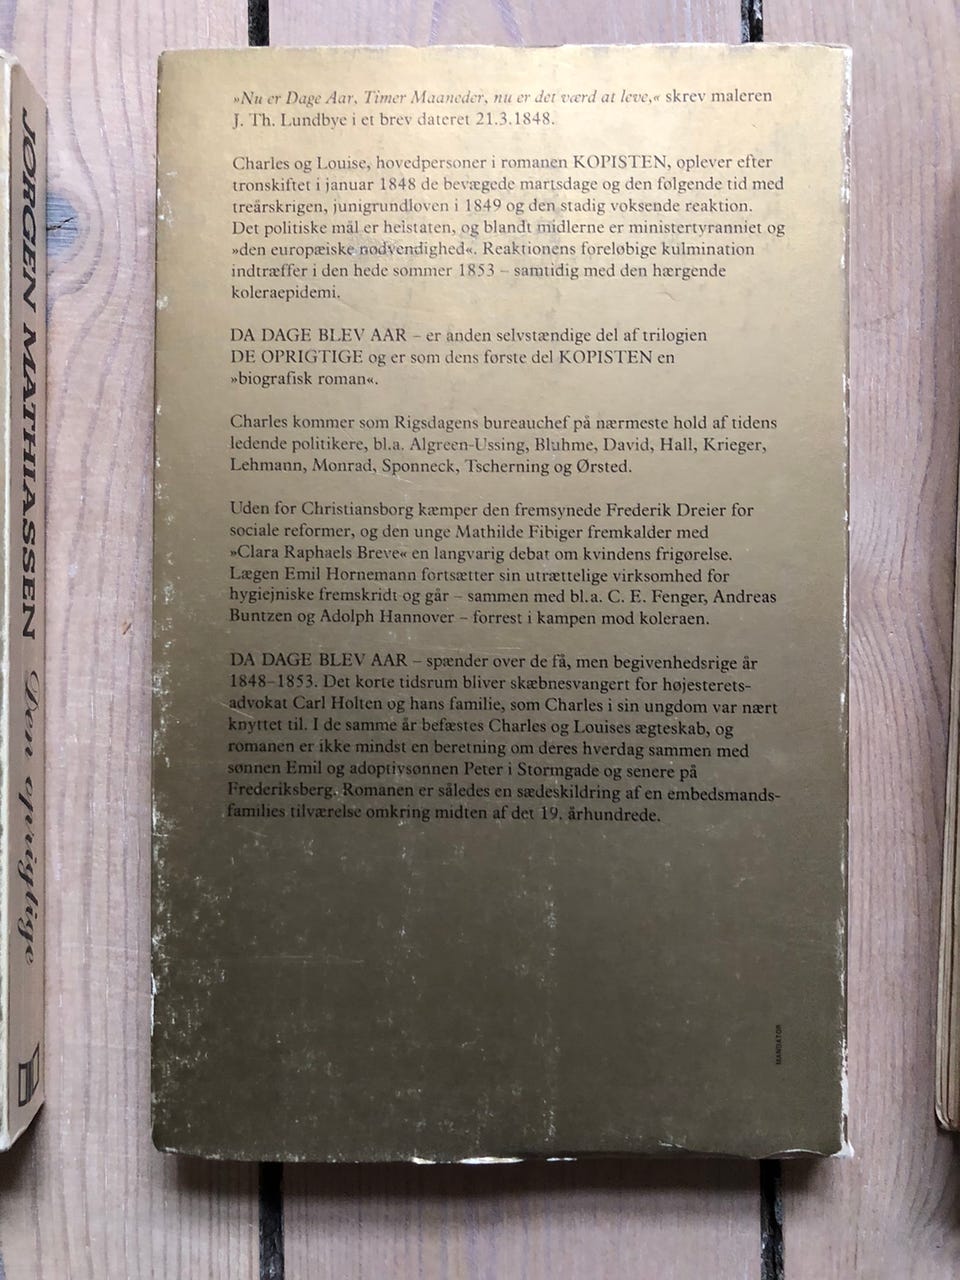 JØRGEN MATHIASSEN Den oprigtige
»Nu er Dage Aar, Timer Maaneder, nu er det værd at leve,« skrev maleren
J. Th. Lundbye i et brev dateret 21.3.1848.
Charles og Louise, hovedpersoner i romanen KOPISTEN, oplever efter
tronskiftet i januar 1848 de bevægede martsdage og den følgende tid med
treårskrigen, junigrundloven i 1849 og den stadig voksende reaktion.
Det politiske mål er helstaten, og blandt midlerne er ministertyranniet og
»den europæiske nødvendighed«. Reaktionens foreløbige kulmination
indtræffer i den hede sommer 1853 – samtidig med den hærgende
koleraepidemi.
DA DAGE BLEV AAR – er anden selvstændige del af trilogien
DE OPRIGTIGE og er som dens første del KOPISTEN en
»biografisk roman«.
Charles kommer som Rigsdagens bureauchef på nærmeste hold af tidens
ledende politikere, bl.a. Algreen-Ussing, Bluhme, David, Hall, Krieger,
Lehmann, Monrad, Sponneck, Tscherning og Ørsted.
Uden for Christiansborg kæmper den fremsynede Frederik Dreier for
sociale reformer, og den unge Mathilde Fibiger fremkalder med
»Clara Raphaels Breve« en langvarig debat om kvindens frigørelse.
Lægen Emil Hornemann fortsætter sin utrættelige virksomhed for
hygiejniske fremskridt og går – sammen med bl.a. C. E. Fenger, Andreas
Buntzen og Adolph Hannover – forrest i kampen mod koleraen.
DA DAGE BLEV AAR – spænder over de få, men begivenhedsrige år
1848–1853. Det korte tidsrum bliver skæbnesvangert for højesterets-
advokat Carl Holten og hans familie, som Charles i sin ungdom var nært
knyttet til. I de samme år befæstes Charles og Louises ægteskab, og
romanen er ikke mindst en beretning om deres hverdag sammen med
sønnen Emil og adoptivsønnen Peter i Stormgade og senere på
Frederiksberg. Romanen er således en sædeskildring af en embedsmands-
families tilværelse omkring midten af det 19. århundrede.
MANDATOR